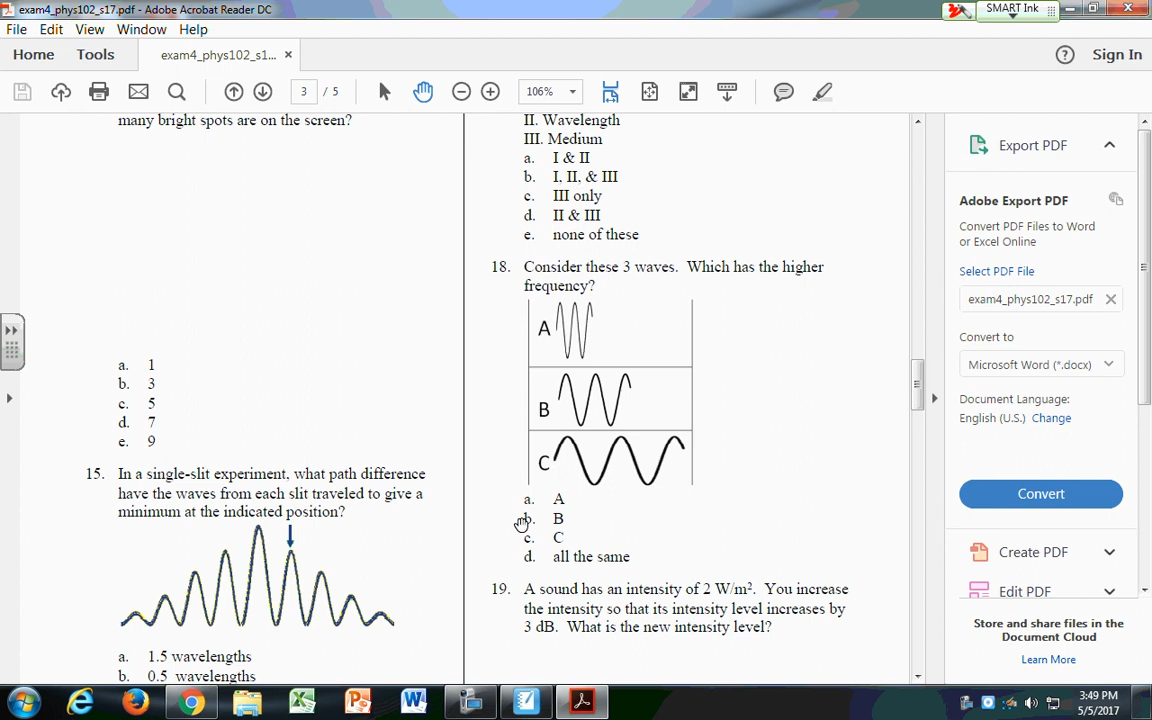 exam4_phys102_s17.pdf - Adobe Acrobat Reader DC
SMART Ink
File Edit View Window Help
Home Tools exam4_phys102_s1... ×
Sign In
3 / 5
106%
many bright spots are on the screen?
a. 1
b. 3
c. 5
d. 7
e. 9
15. In a single-slit experiment, what path difference
have the waves from each slit traveled to give a
minimum at the indicated position?
a. 1.5 wavelengths
b. 0.5 wavelengths
II. Wavelength
III. Medium
a. I & II
b. I, II, & III
c. III only
d. II & III
e. none of these
18. Consider these 3 waves. Which has the higher
frequency?
A
B
C
a. A
b. B
c. C
d. all the same
19. A sound has an intensity of 2 W/m². You increase
the intensity so that its intensity level increases by
3 dB. What is the new intensity level?
Export PDF
Adobe Export PDF
Convert PDF Files to Word
or Excel Online
Select PDF File
exam4_phys102_s17.pdf
Convert to
Microsoft Word (*.docx)
Document Language:
English (U.S.) Change
Convert
Create PDF
Edit PDF
Store and share files in the
Document Cloud
Learn More
3:49 PM
5/5/2017